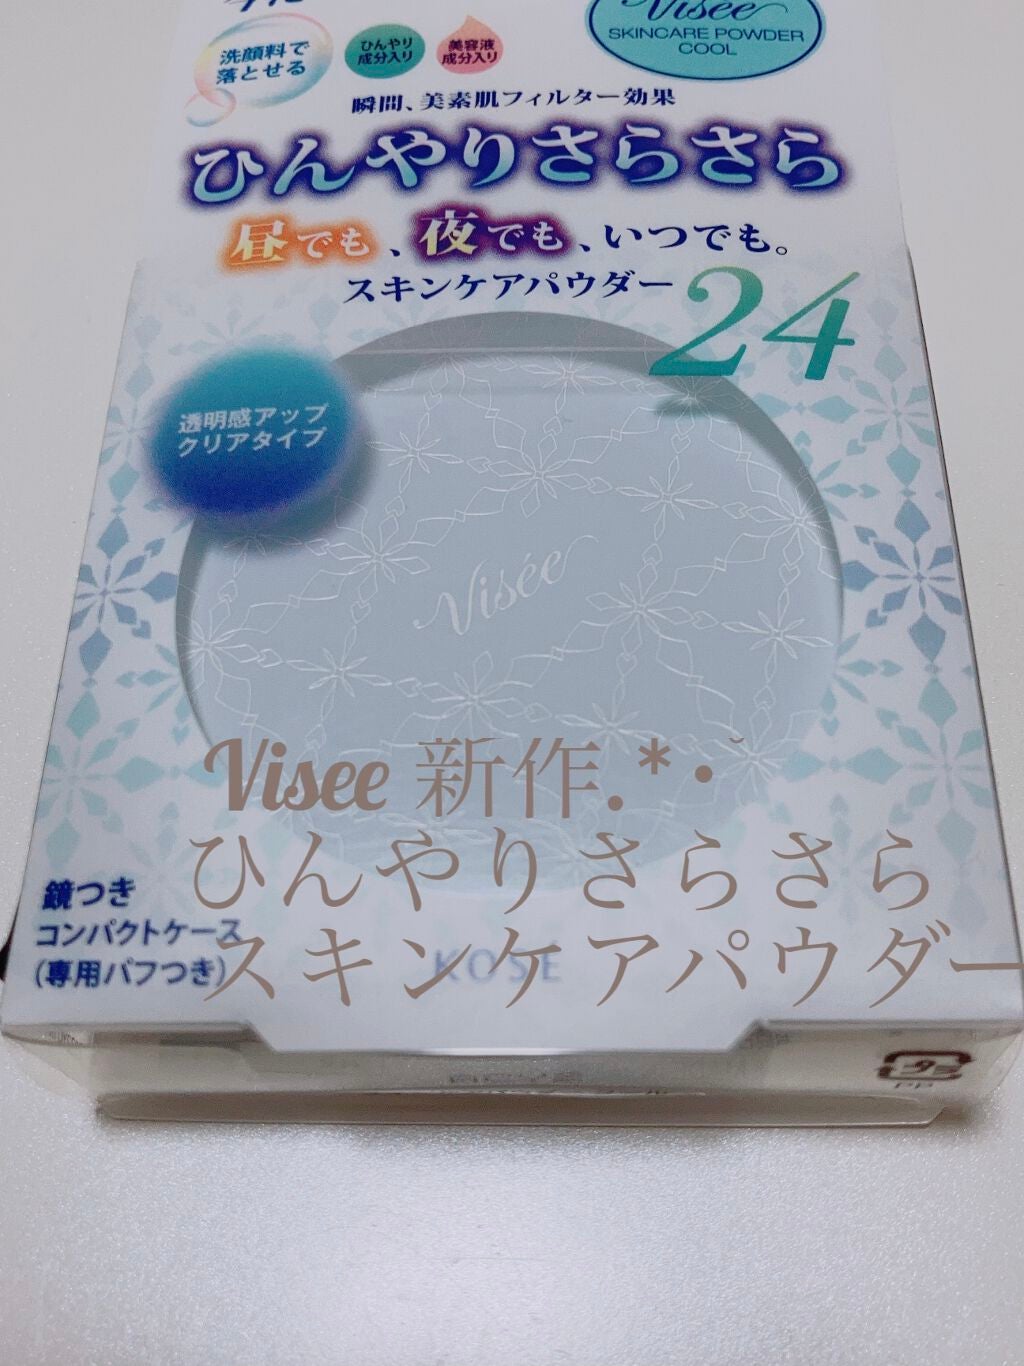 洗顔料で
落とせる
ひんやり
成分入り
美容液
成分入り
Visée
SKINCARE POWDER
COOL
瞬間、美素肌フィルター効果
ひんやりさらさら
昼でも、夜でも、いつでも。
スキンケアパウダー
24
透明感アップ
クリアタイプ
Visée
Visee 新作.*･ﾟ
ひんやりさらさら
スキンケアパウダー
鏡つき
コンパクトケース
(専用パフつき)
KOSÉ
プラ
PP